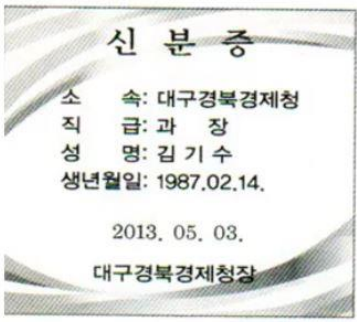 신 분 증
소 속: 대구경북경제청
직 급: 과 장
성 명: 김 기 수
생년월일: 1987.02.14.
2013. 05. 03.
대구경북경제청장